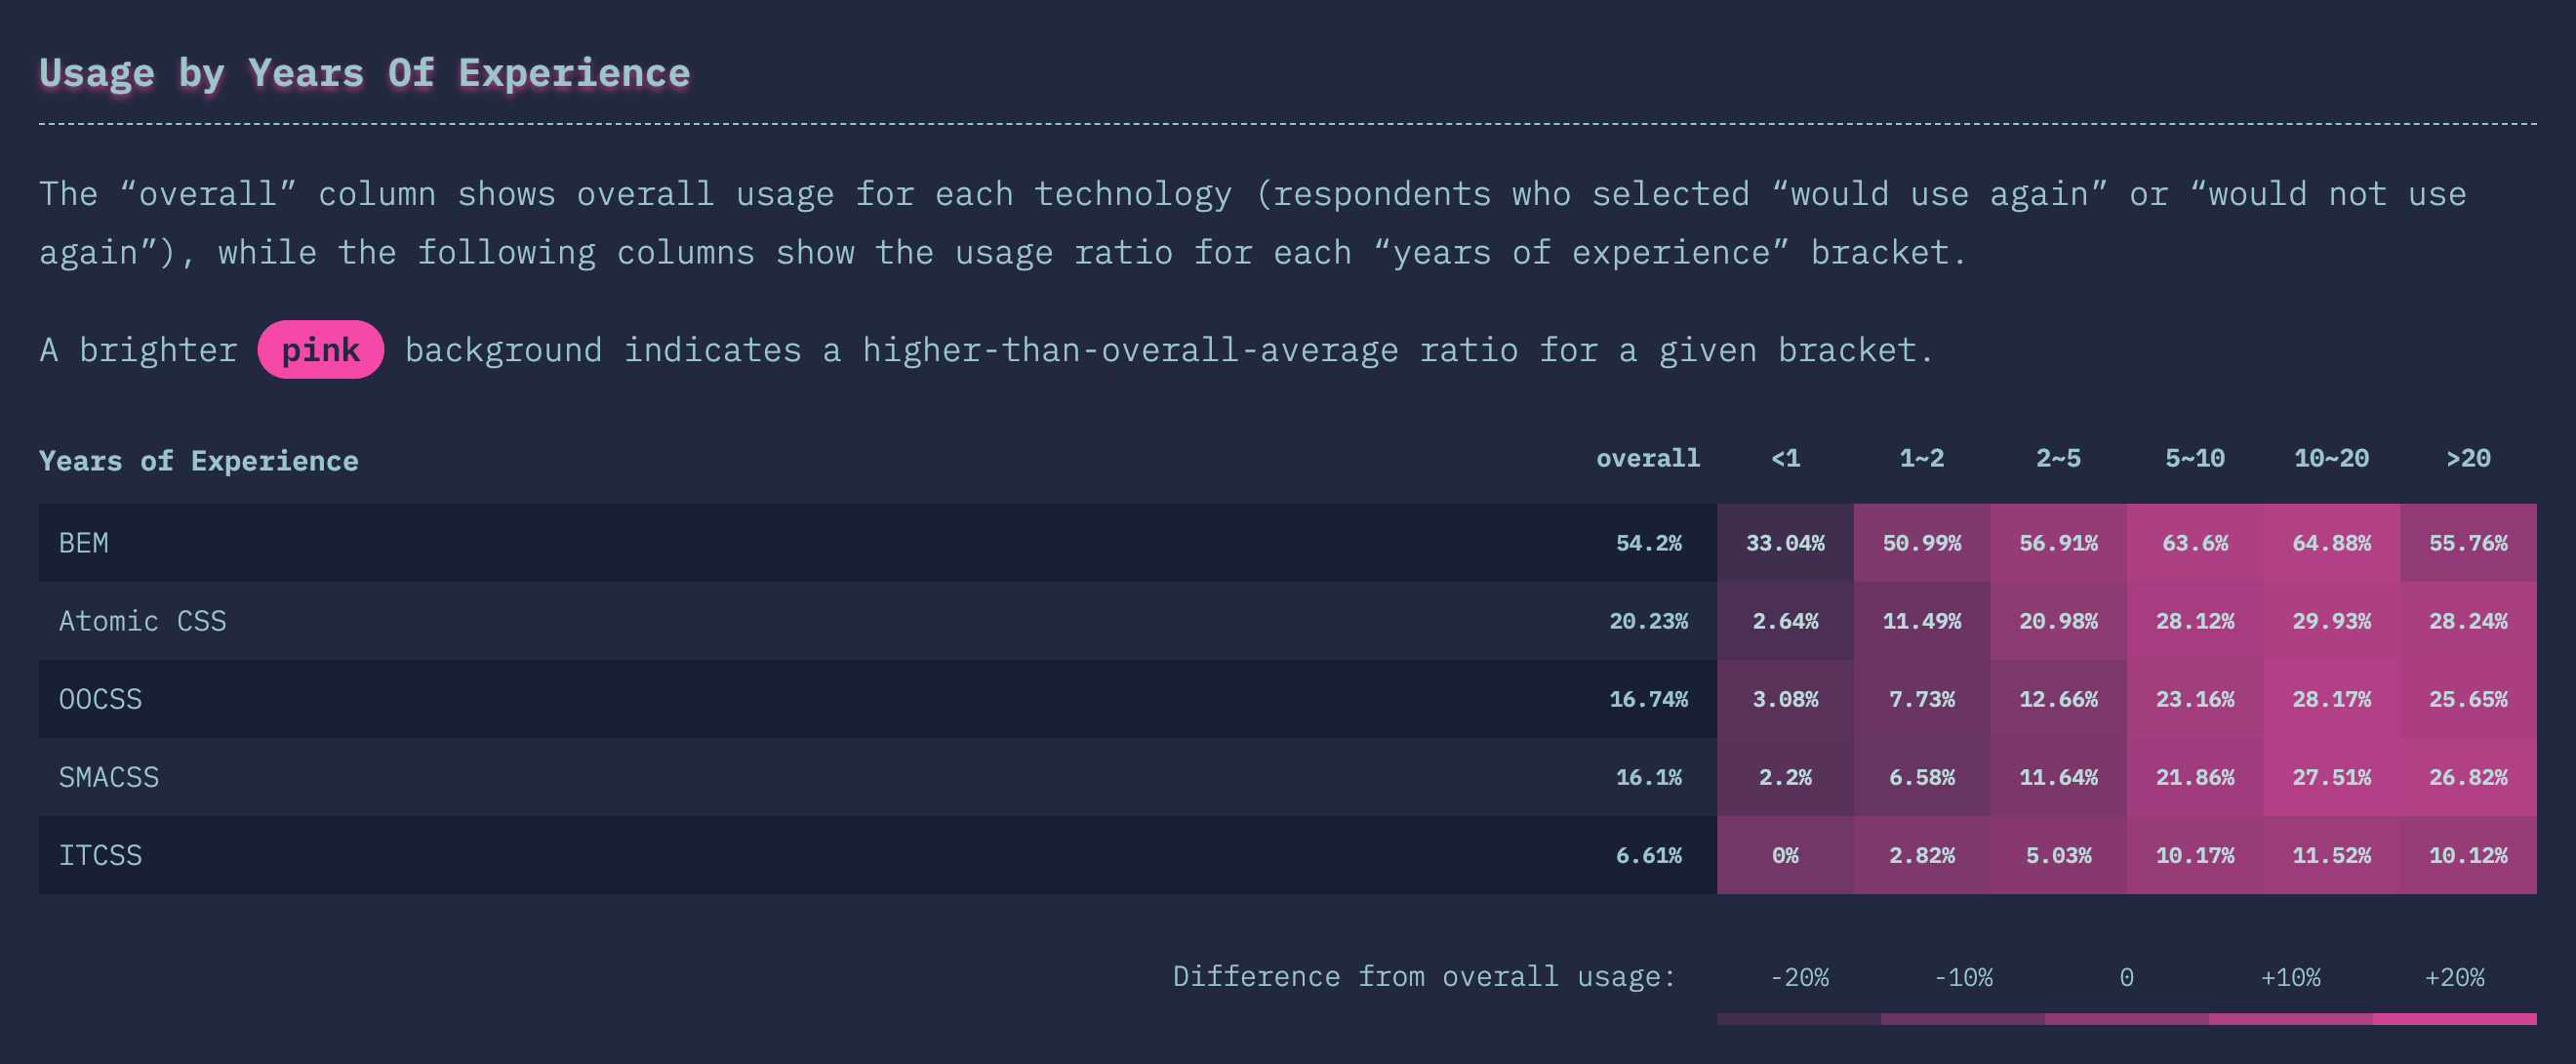 Usage by Years Of Experience
The “overall” column shows overall usage for each technology (respondents who selected “would use again” or “would not use
again”), while the following columns show the usage ratio for each “years of experience” bracket.
A brighter pink background indicates a higher-than-overall-average ratio for a given bracket.
Years of Experience overall <1 1~2 2~5 5~10 10~20 >20
BEM 54.2% 33.04% 50.99% 56.91% 63.6% 64.88% 55.76%
Atomic CSS 20.23% 2.64% 11.49% 20.98% 28.12% 29.93% 28.24%
OOCSS 16.74% 3.08% 7.73% 12.66% 23.16% 28.17% 25.65%
SMACSS 16.1% 2.2% 6.58% 11.64% 21.86% 27.51% 26.82%
ITCSS 6.61% 0% 2.82% 5.03% 10.17% 11.52% 10.12%
Difference from overall usage: -20% -10% 0 +10% +20%